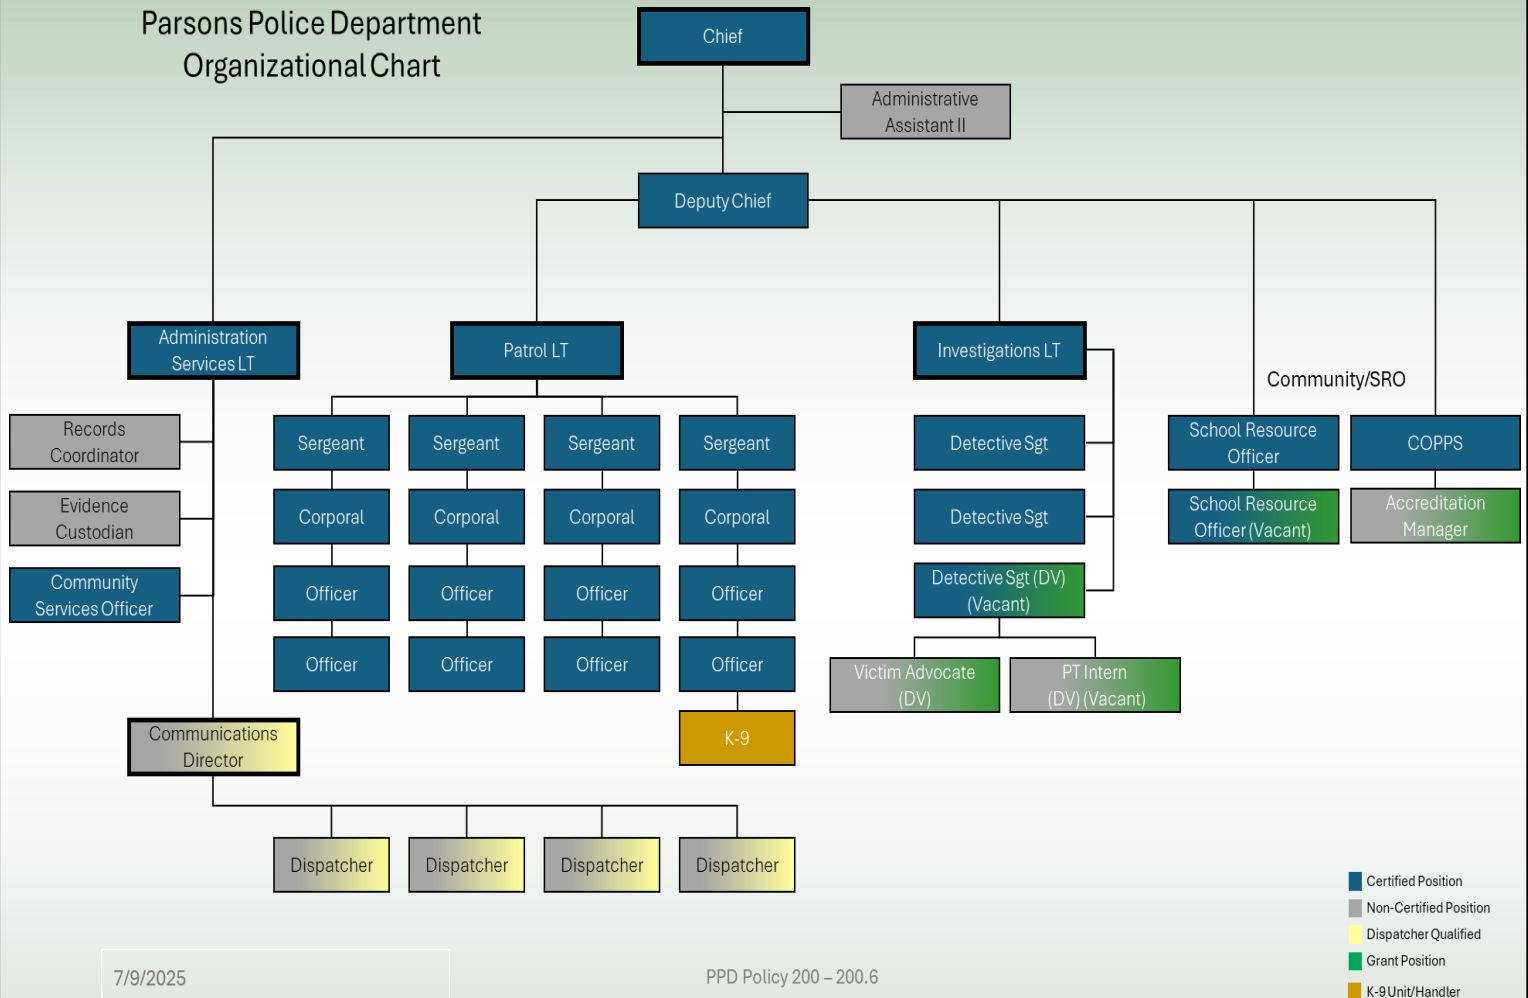 Parsons Police Department
Organizational Chart
Chief
Administrative
Assistant II
Deputy Chief
Administration
Services LT
Patrol LT
Investigations LT
Community/SRO
Records
Coordinator
Sergeant
Sergeant
Sergeant
Sergeant
Detective Sgt
School Resource
Officer
COPPS
Evidence
Custodian
Corporal
Corporal
Corporal
Corporal
Detective Sgt
School Resource
Officer (Vacant)
Accreditation
Manager
Community
Services Officer
Officer
Officer
Officer
Officer
Detective Sgt (DV)
(Vacant)
Officer
Officer
Officer
Officer
Victim Advocate
(DV)
PT Intern
(DV) (Vacant)
Communications
Director
K-9
Dispatcher
Dispatcher
Dispatcher
Dispatcher
Certified Position
Non-Certified Position
Dispatcher Qualified
Grant Position
K-9 Unit/Handler
7/9/2025
PPD Policy 200 – 200.6